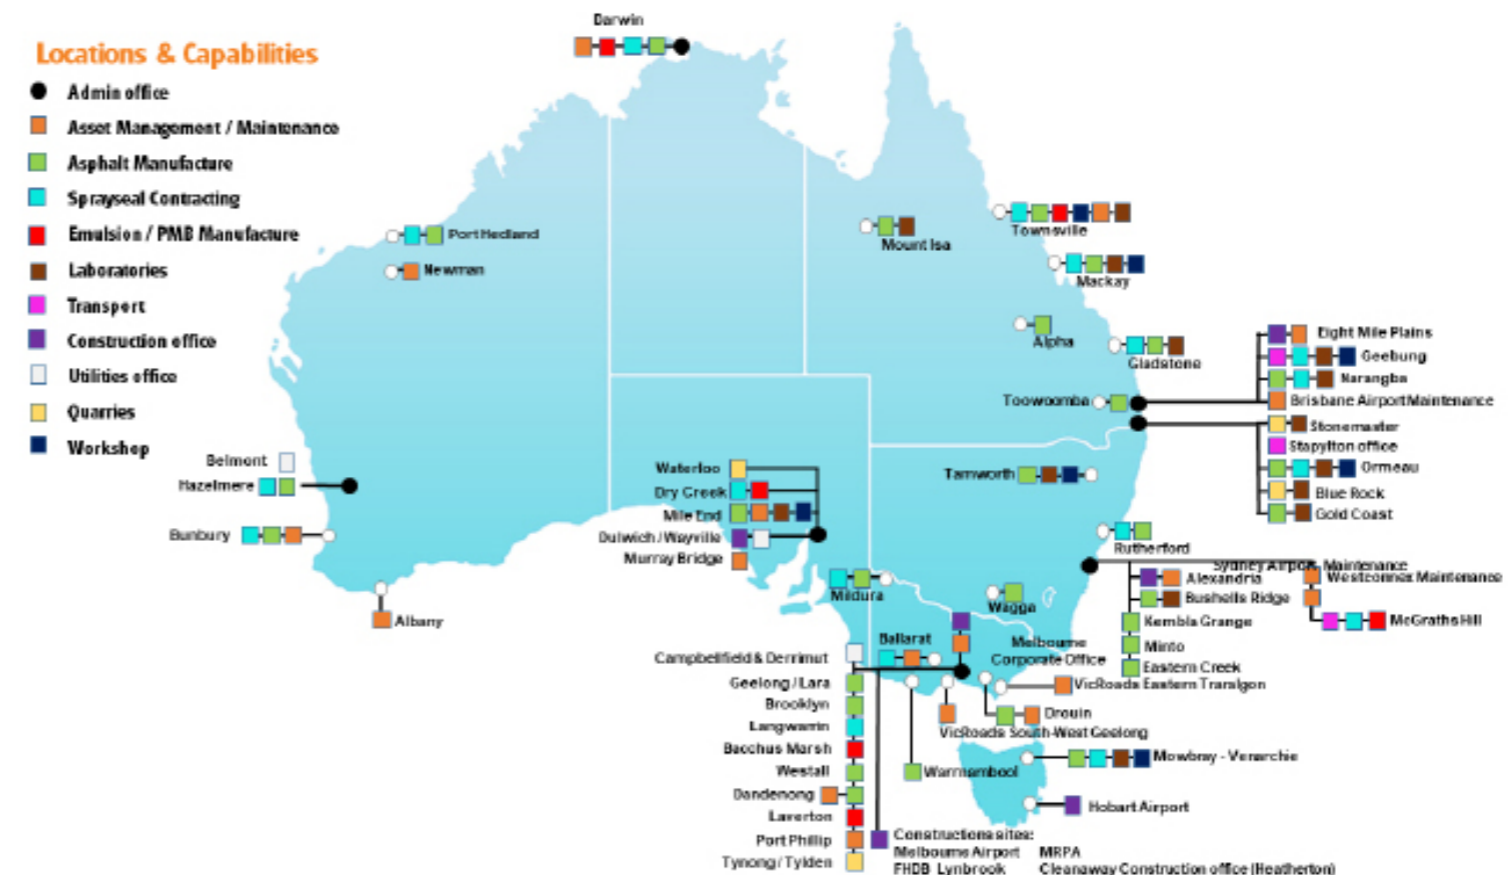 Locations & Capabilities
Admin office
Asset Management / Maintenance
Asphalt Manufacture
Sprayseal Contracting
Emulsion / PMB Manufacture
Laboratories
Transport
Construction office
Utilities office
Quarries
Workshop
Darwin
Port Hedland
Newman
Belmont
Hazelmere
Bunbury
Albany
Mount Isa
Townsville
Mackay
Alpha
Gladstone
Toowoomba
Eight Mile Plains
Geebung
Narangba
Brisbane Airport Maintenance
Stonemaster
Stapylton office
Ormeau
Blue Rock
Gold Coast
Waterloo
Dry Creek
Mile End
Dulwich / Wayville
Murray Bridge
Tamworth
Rutherford
Sydney Airport Maintenance
Alexandria
Westconnex Maintenance
Bushells Ridge
Kembla Grange
McGraths Hill
Minto
Eastern Creek
Mildura
Wagga
Ballarat
Melbourne
Corporate Office
Campbellfield & Derrimut
Geelong / Lara
Brooklyn
Langwarrin
Bacchus Marsh
Westall
Dandenong
Laverton
Port Phillip
Tynong / Tylden
VicRoads Eastern Traralgon
Drouin
VicRoads South-West Geelong
Warrnambool
Mowbray - Venarchie
Hobart Airport
Construction sites:
Melbourne Airport MRPA
FHDB Lynbrook Cleanaway Construction office (Heatherton)